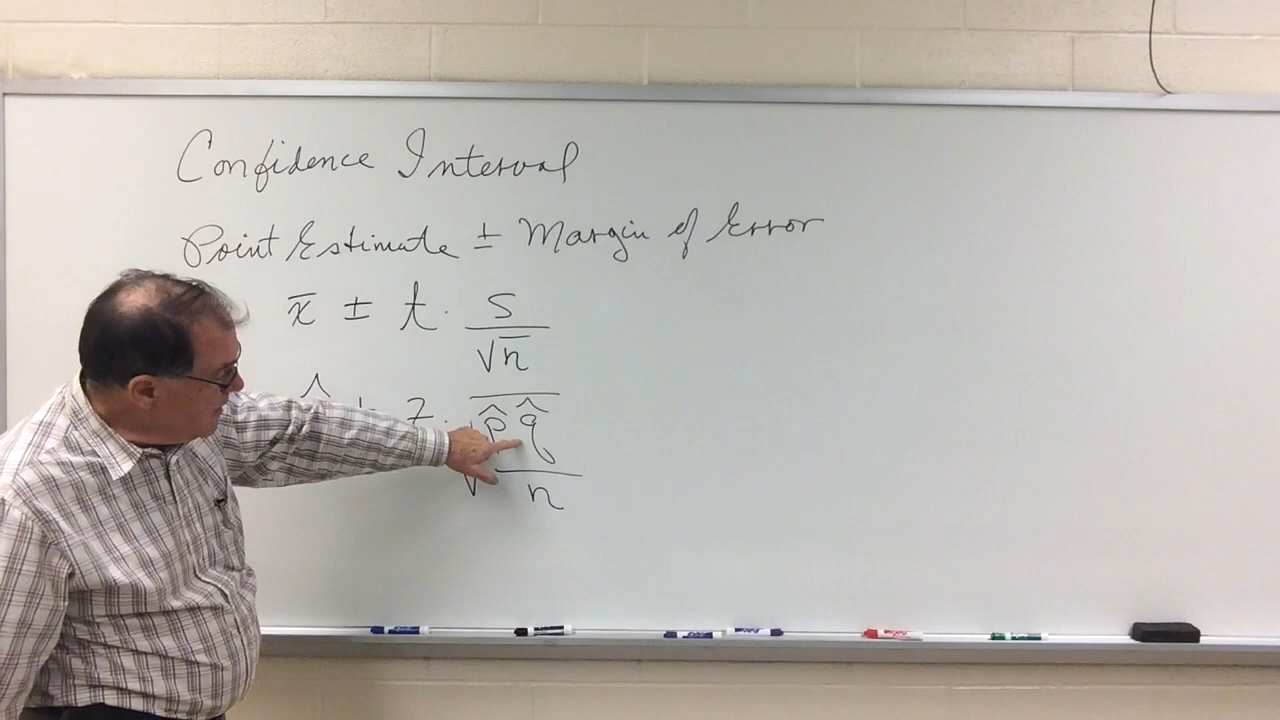 Confidence Interval
Point Estimate ± Margin of Error
x̄ ± t · s / √n
± z · √ p̂ q̂ / n